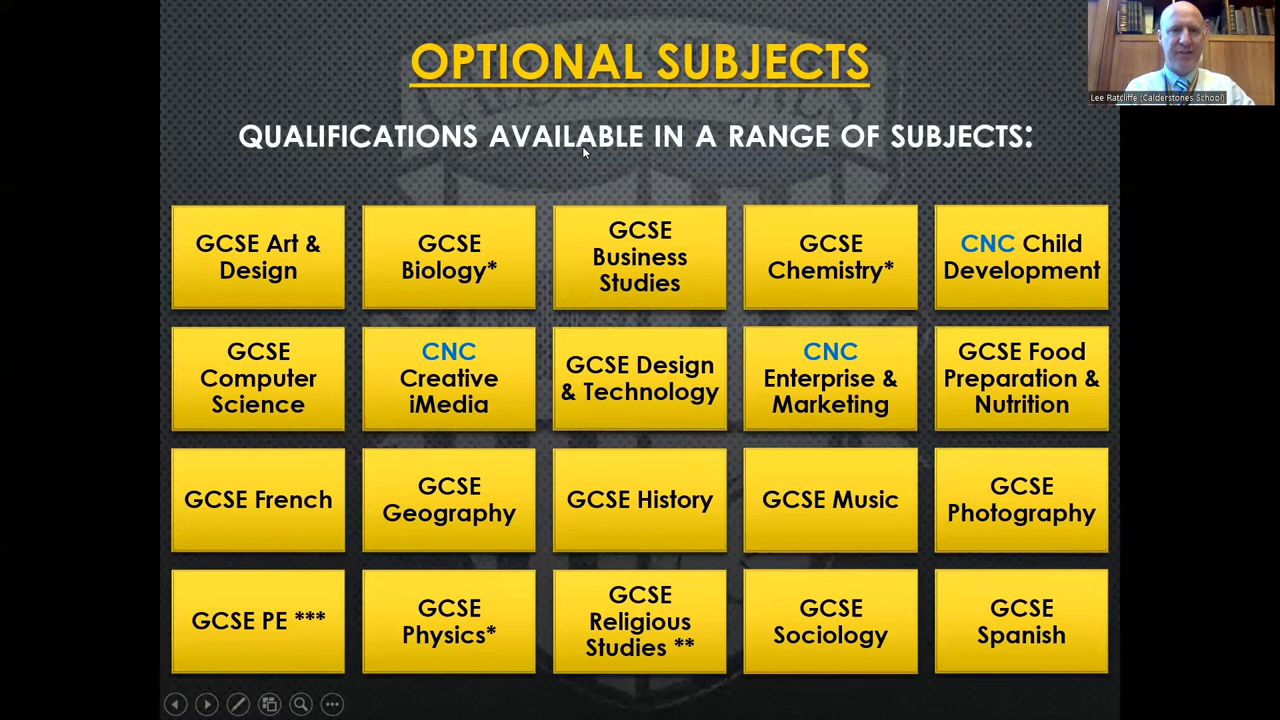 OPTIONAL SUBJECTS
Lee Ratcliffe (Calderstones School)
QUALIFICATIONS AVAILABLE IN A RANGE OF SUBJECTS:
GCSE Art &
Design
GCSE
Biology*
GCSE
Business
Studies
GCSE
Chemistry*
CNC Child
Development
GCSE
Computer
Science
CNC
Creative
iMedia
GCSE Design
& Technology
CNC
Enterprise &
Marketing
GCSE Food
Preparation &
Nutrition
GCSE French
GCSE
Geography
GCSE History
GCSE Music
GCSE
Photography
GCSE PE ***
GCSE
Physics*
GCSE
Religious
Studies **
GCSE
Sociology
GCSE
Spanish